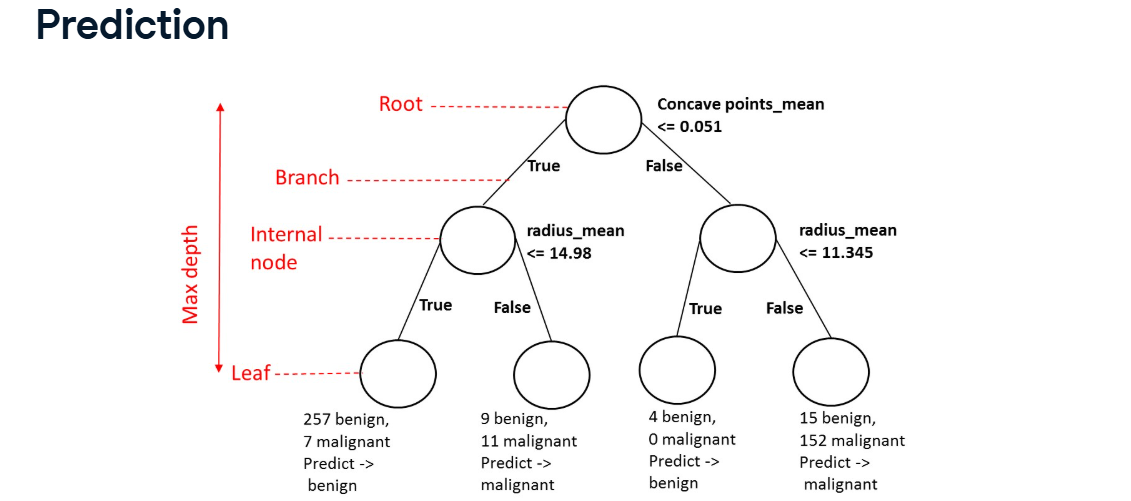 Prediction
Root
Concave points_mean
<= 0.051
True
False
Branch
Internal
node
radius_mean
<= 14.98
radius_mean
<= 11.345
Max depth
True
False
True
False
Leaf
257 benign,
7 malignant
Predict ->
benign
9 benign,
11 malignant
Predict ->
malignant
4 benign,
0 malignant
Predict ->
benign
15 benign,
152 malignant
Predict ->
malignant